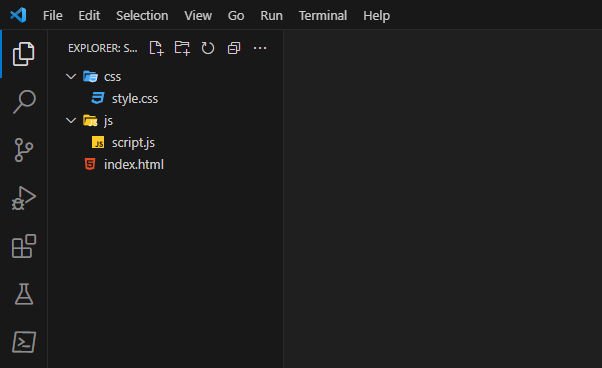 File Edit Selection View Go Run Terminal Help
EXPLORER: S...
css
style.css
js
script.js
index.html